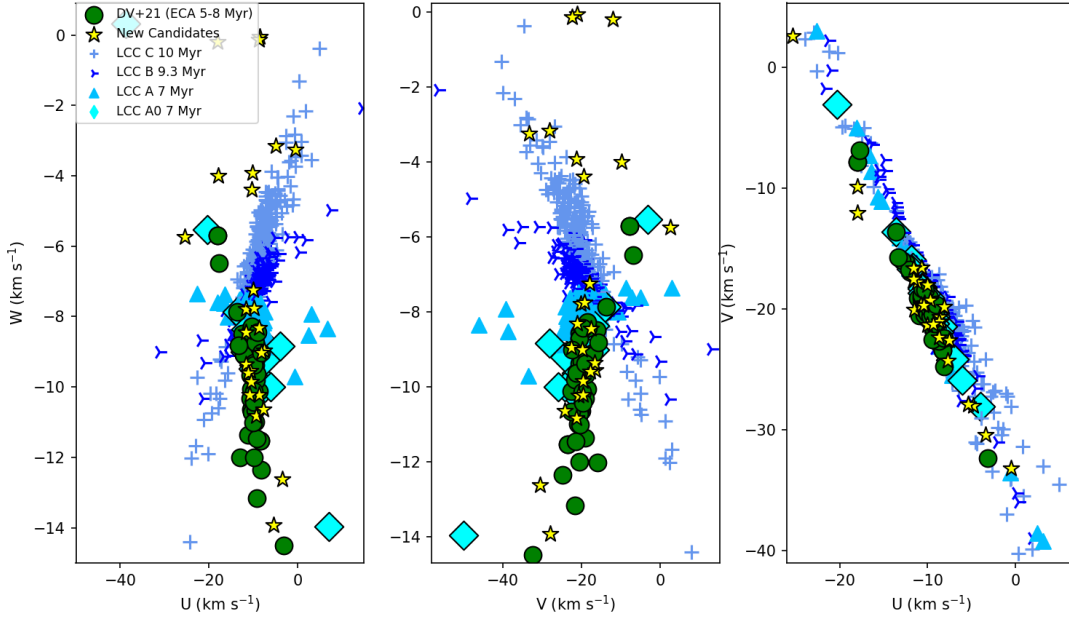 DV+21 (ECA 5-8 Myr)
New Candidates
LCC C 10 Myr
LCC B 9.3 Myr
LCC A 7 Myr
LCC A0 7 Myr
W (km s⁻¹)
0
−2
−4
−6
−8
−10
−12
−14
−40
−20
0
U (km s⁻¹)
0
−2
−4
−6
−8
−10
−12
−14
−40
−20
0
V (km s⁻¹)
V (km s⁻¹)
0
−10
−20
−30
−40
−20
−10
0
U (km s⁻¹)